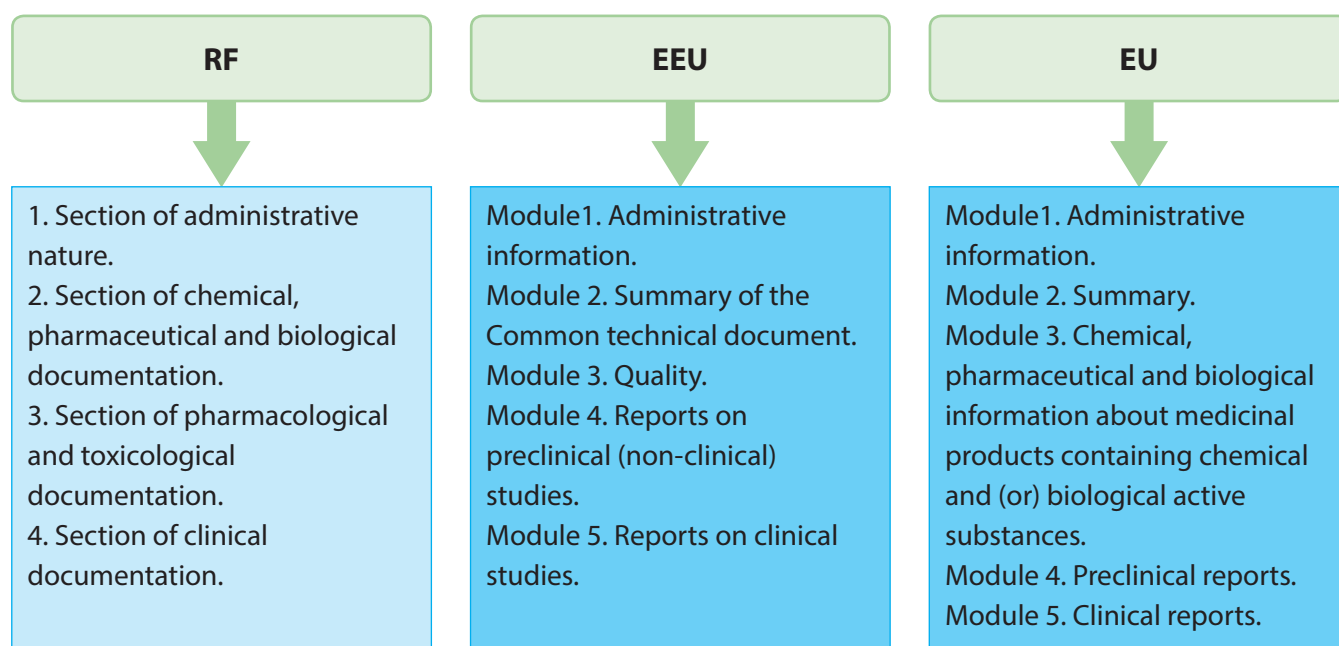 RF
1. Section of administrative
nature.
2. Section of chemical,
pharmaceutical and biological
documentation.
3. Section of pharmacological
and toxicological
documentation.
4. Section of clinical
documentation.
EEU
Module1. Administrative
information.
Module 2. Summary of the
Common technical document.
Module 3. Quality.
Module 4. Reports on
preclinical (non-clinical)
studies.
Module 5. Reports on clinical
studies.
EU
Module1. Administrative
information.
Module 2. Summary.
Module 3. Chemical,
pharmaceutical and biological
information about medicinal
products containing chemical
and (or) biological active
substances.
Module 4. Preclinical reports.
Module 5. Clinical reports.